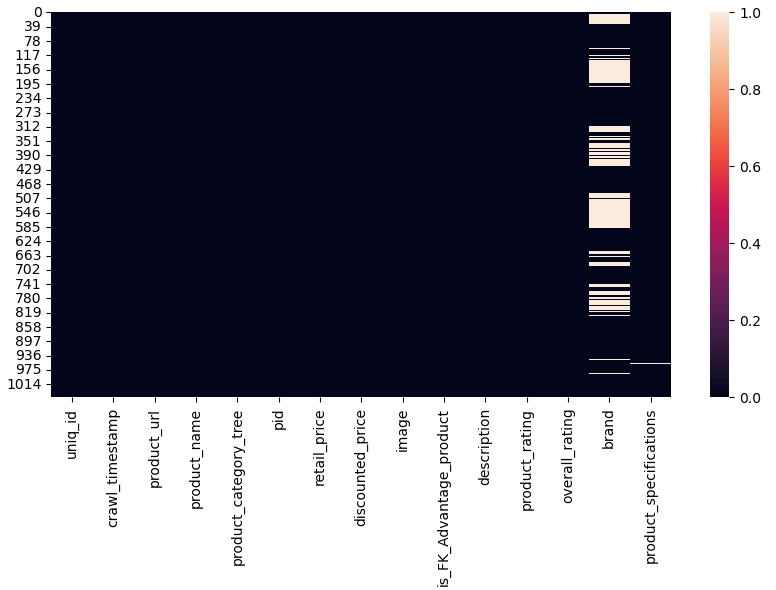 0
39
78
117
156
195
234
273
312
351
390
429
468
507
546
585
624
663
702
741
780
819
858
897
936
975
1014
uniq_id
crawl_timestamp
product_url
product_name
product_category_tree
pid
retail_price
discounted_price
image
is_FK_Advantage_product
description
product_rating
overall_rating
brand
product_specifications
1.0
0.8
0.6
0.4
0.2
0.0